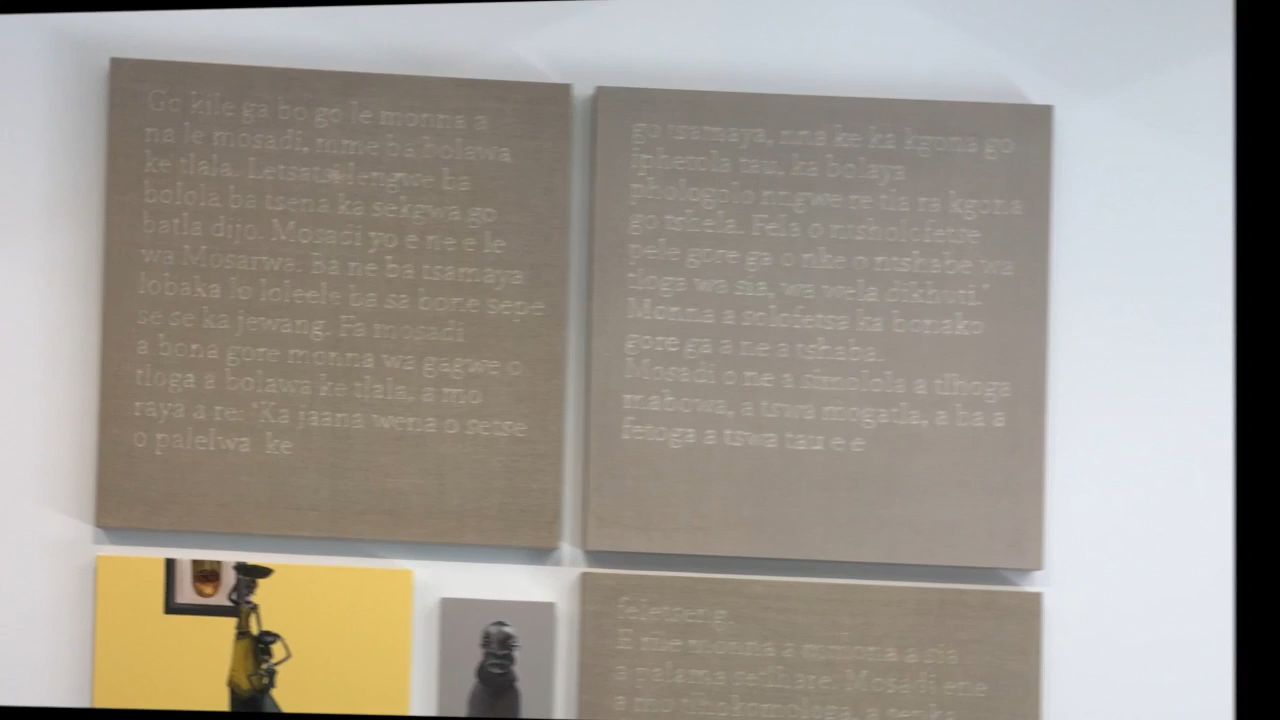 Go kile ga bo go le monna a
na le mosadi, mme ba bolawa
ke tlala. Letsatsi lengwe ba
bolola ba tsena ka sekgwa go
batla dijo. Mosadi yo e ne e le
wa Mosarwa. Ba ne ba tsamaya
lobaka lo loleele ba sa bone sepe
se se ka jewang. Fa mosadi
a bona gore monna wa gagwe o
tloga a bolawa ke tlala, a mo
raya a re: 'Ka jaana wena o setse
o palelwa ke
go tsamaya, nna ke ka kgona go
iphetola tau, ka bolaya
phologolo nngwe re tla ra kgona
go tshela. Fela o ntsholofetse
pele gore ga o nke o ntshabe wa
tloga wa sia, wa wela dikhuti.'
Monna a solofetsa ka bonako
gore ga a ne a tshaba.
Mosadi o ne a simolola a tlhoga
mabowa, a tswa mogatla, a ba a
fetoga a tswa tau e e
feletseng.
E rile monna a mmona a sia
a palama setlhare. Mosadi ene
a mo tlhokomologa, a